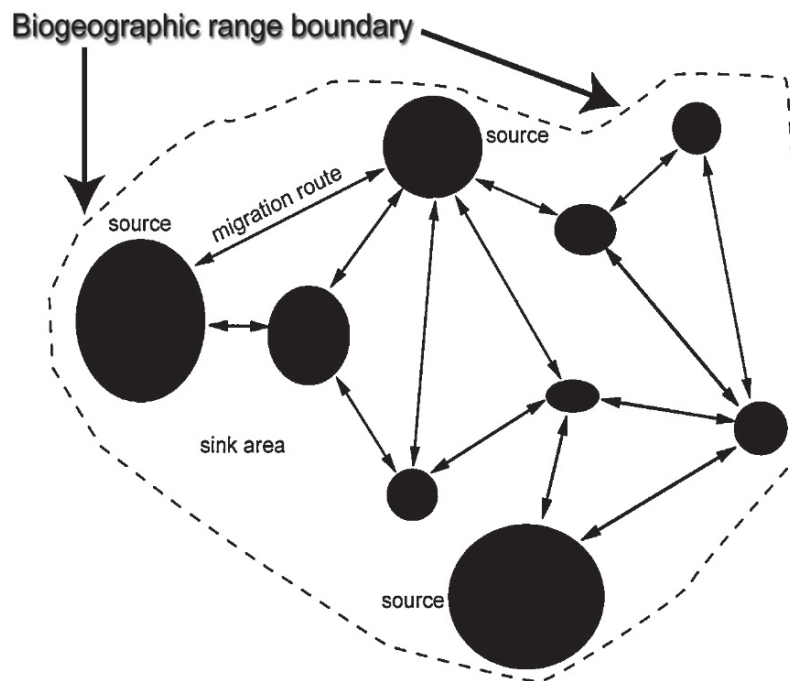 Biogeographic range boundary
source
migration route
source
sink area
source